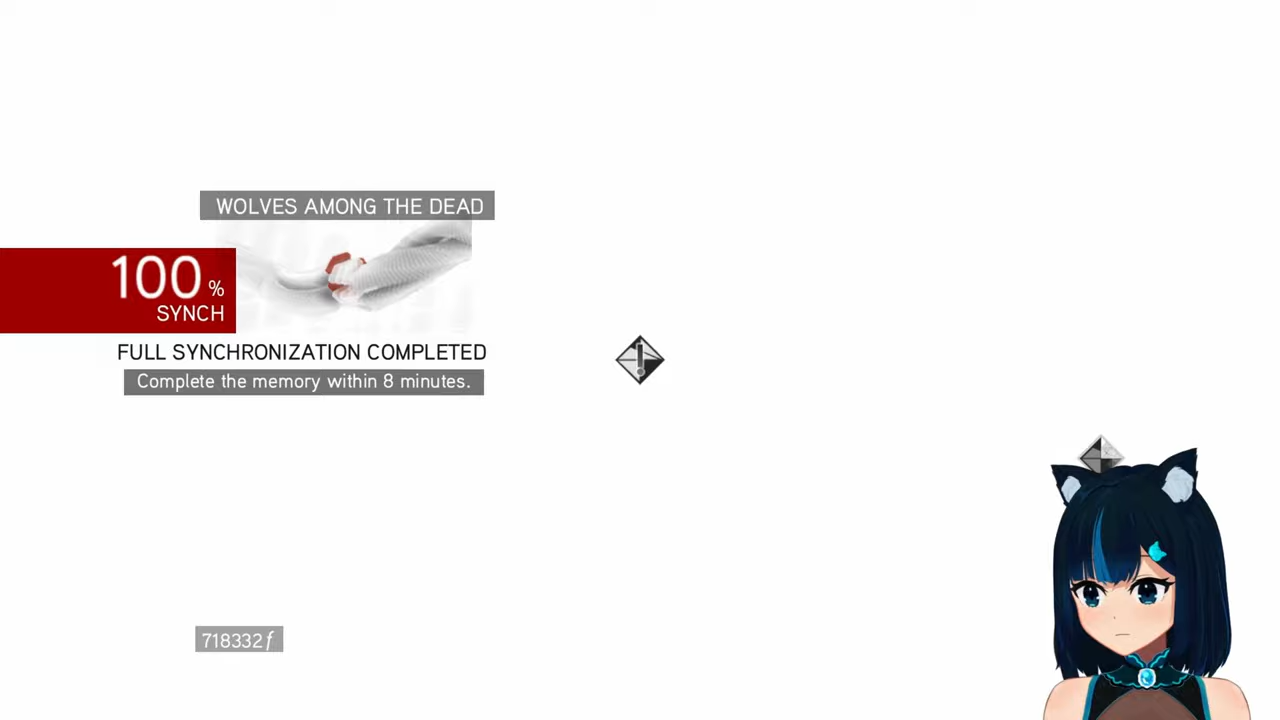 WOLVES AMONG THE DEAD
100 %
SYNCH
FULL SYNCHRONIZATION COMPLETED
Complete the memory within 8 minutes.
718332ƒ